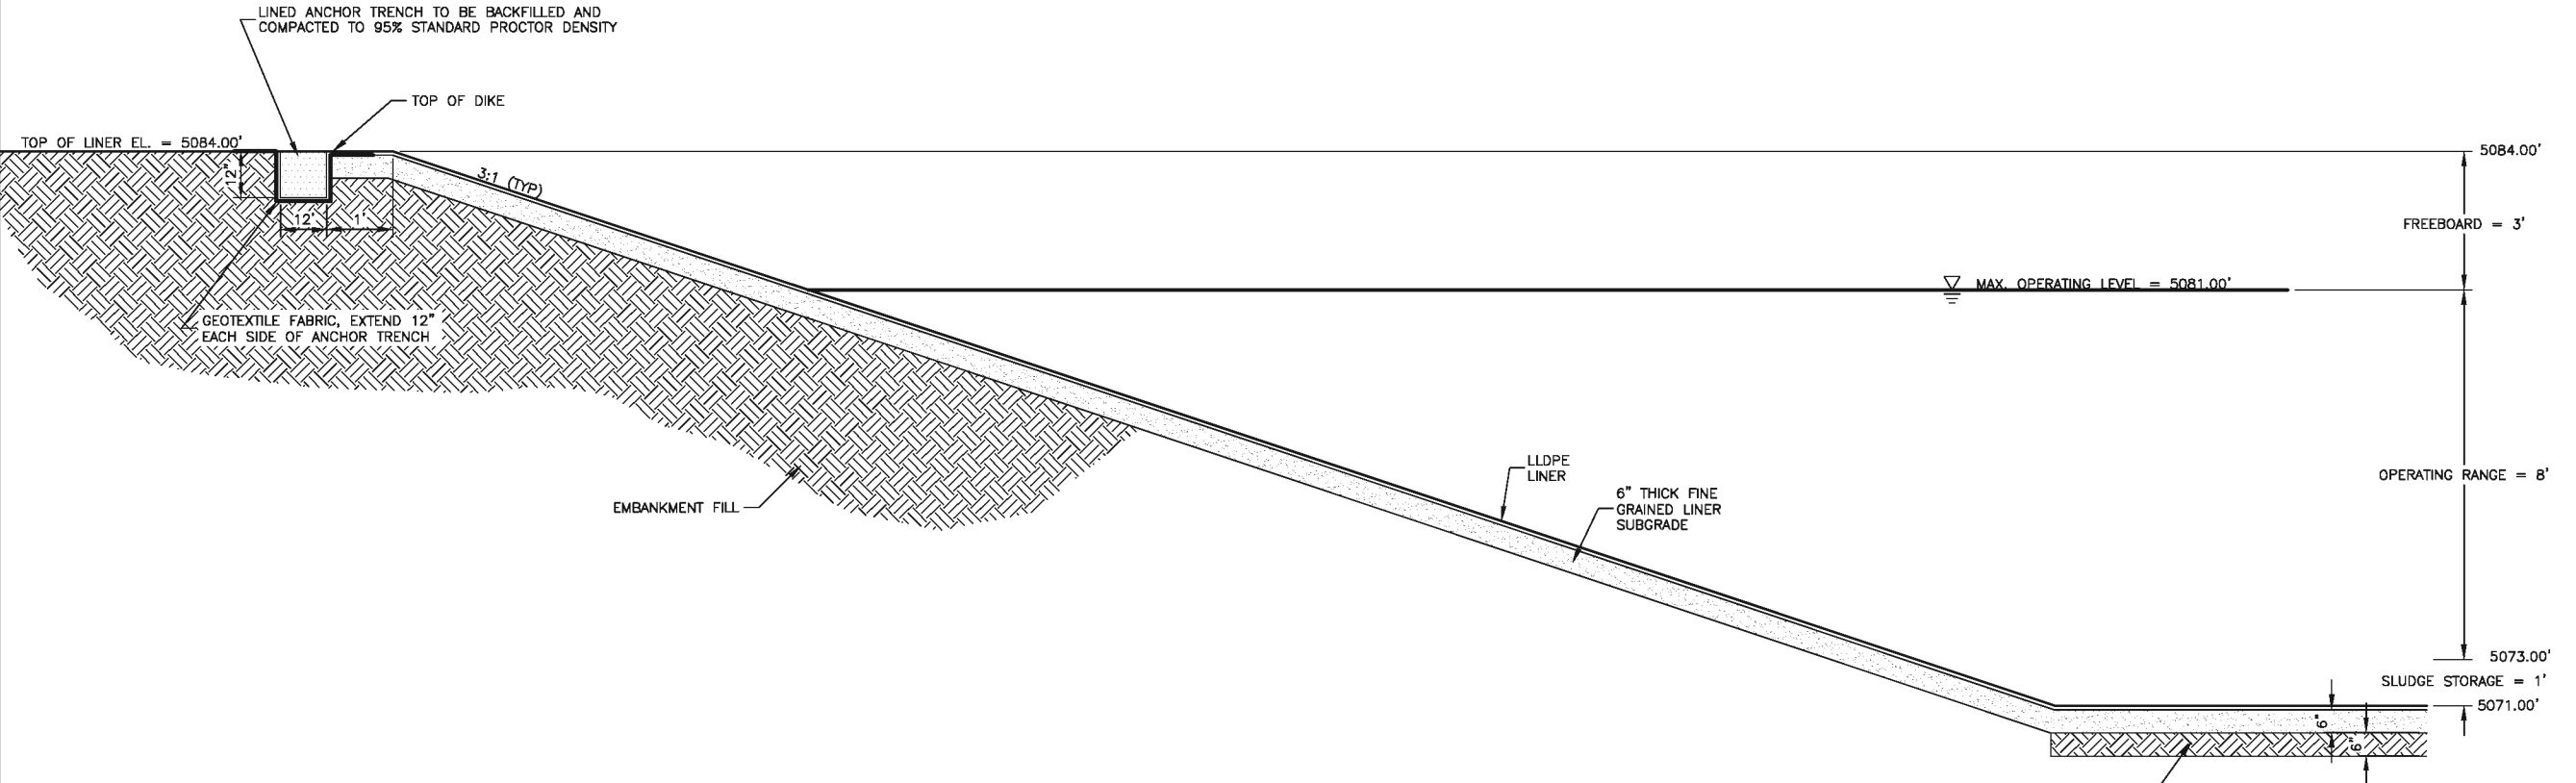 LINED ANCHOR TRENCH TO BE BACKFILLED AND
COMPACTED TO 95% STANDARD PROCTOR DENSITY
TOP OF DIKE
TOP OF LINER EL. = 5084.00'
5084.00'
12"
3:1 (TYP)
12'
1'
FREEBOARD = 3'
MAX. OPERATING LEVEL = 5081.00'
GEOTEXTILE FABRIC, EXTEND 12"
EACH SIDE OF ANCHOR TRENCH
LLDPE
LINER
OPERATING RANGE = 8'
6" THICK FINE
GRAINED LINER
SUBGRADE
EMBANKMENT FILL
5073.00'
SLUDGE STORAGE = 1'
5071.00'
6"
6"